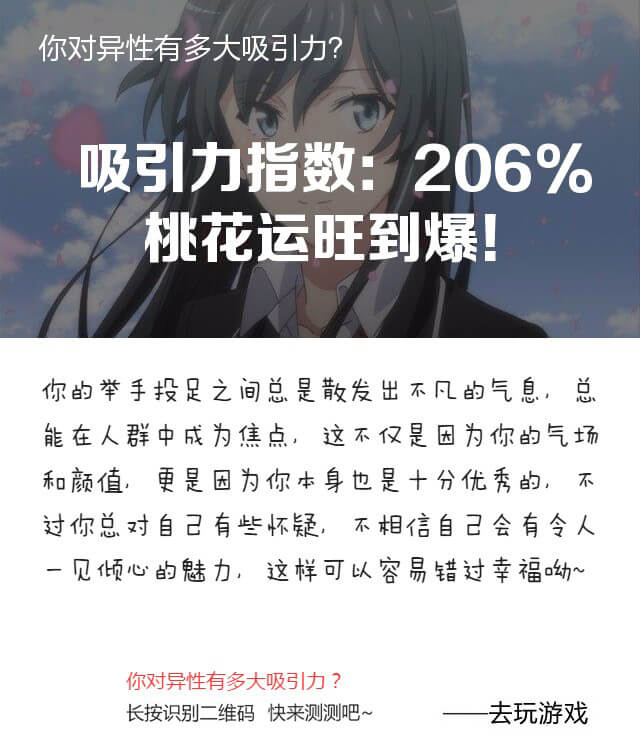 你对异性有多大吸引力?
吸引力指数：206%
桃花运旺到爆!
你的举手投足之间总是散发出不凡的气息，总
能在人群中成为焦点，这不仅是因为你的气场
和颜值，更是因为你本身也是十分优秀的，不
过你总对自己有些怀疑，不相信自己会有令人
一见倾心的魅力，这样可以容易错过幸福呦~
你对异性有多大吸引力？
长按识别二维码 快来测测吧~
——去玩游戏